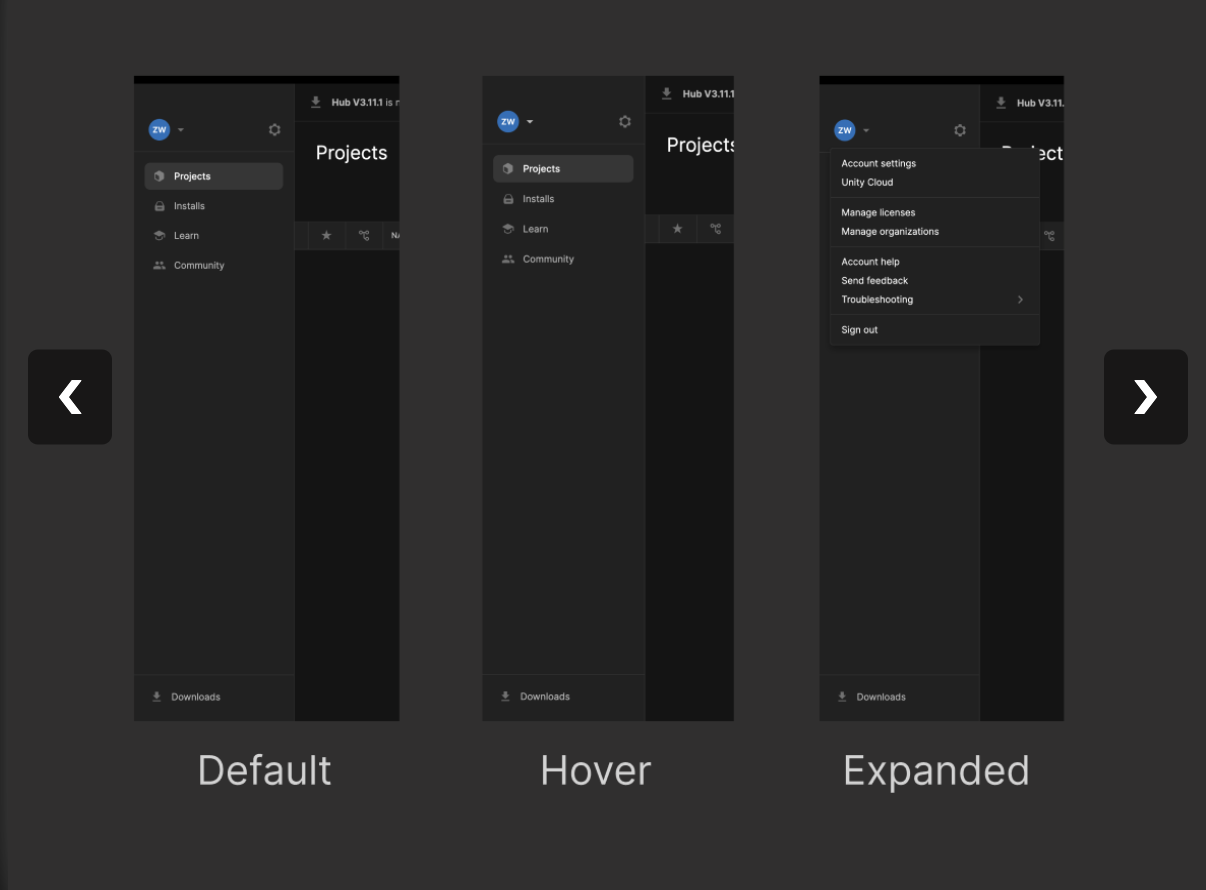 Hub V3.11.1 is
ZW
Projects
Projects
Installs
Learn
Community
Downloads
Default
Hub V3.11.1
ZW
Projects
Projects
Installs
Learn
Community
Downloads
Hover
Hub V3.11.
ZW
Account settings
Unity Cloud
Manage licenses
Manage organizations
Account help
Send feedback
Troubleshooting
Sign out
Downloads
Expanded